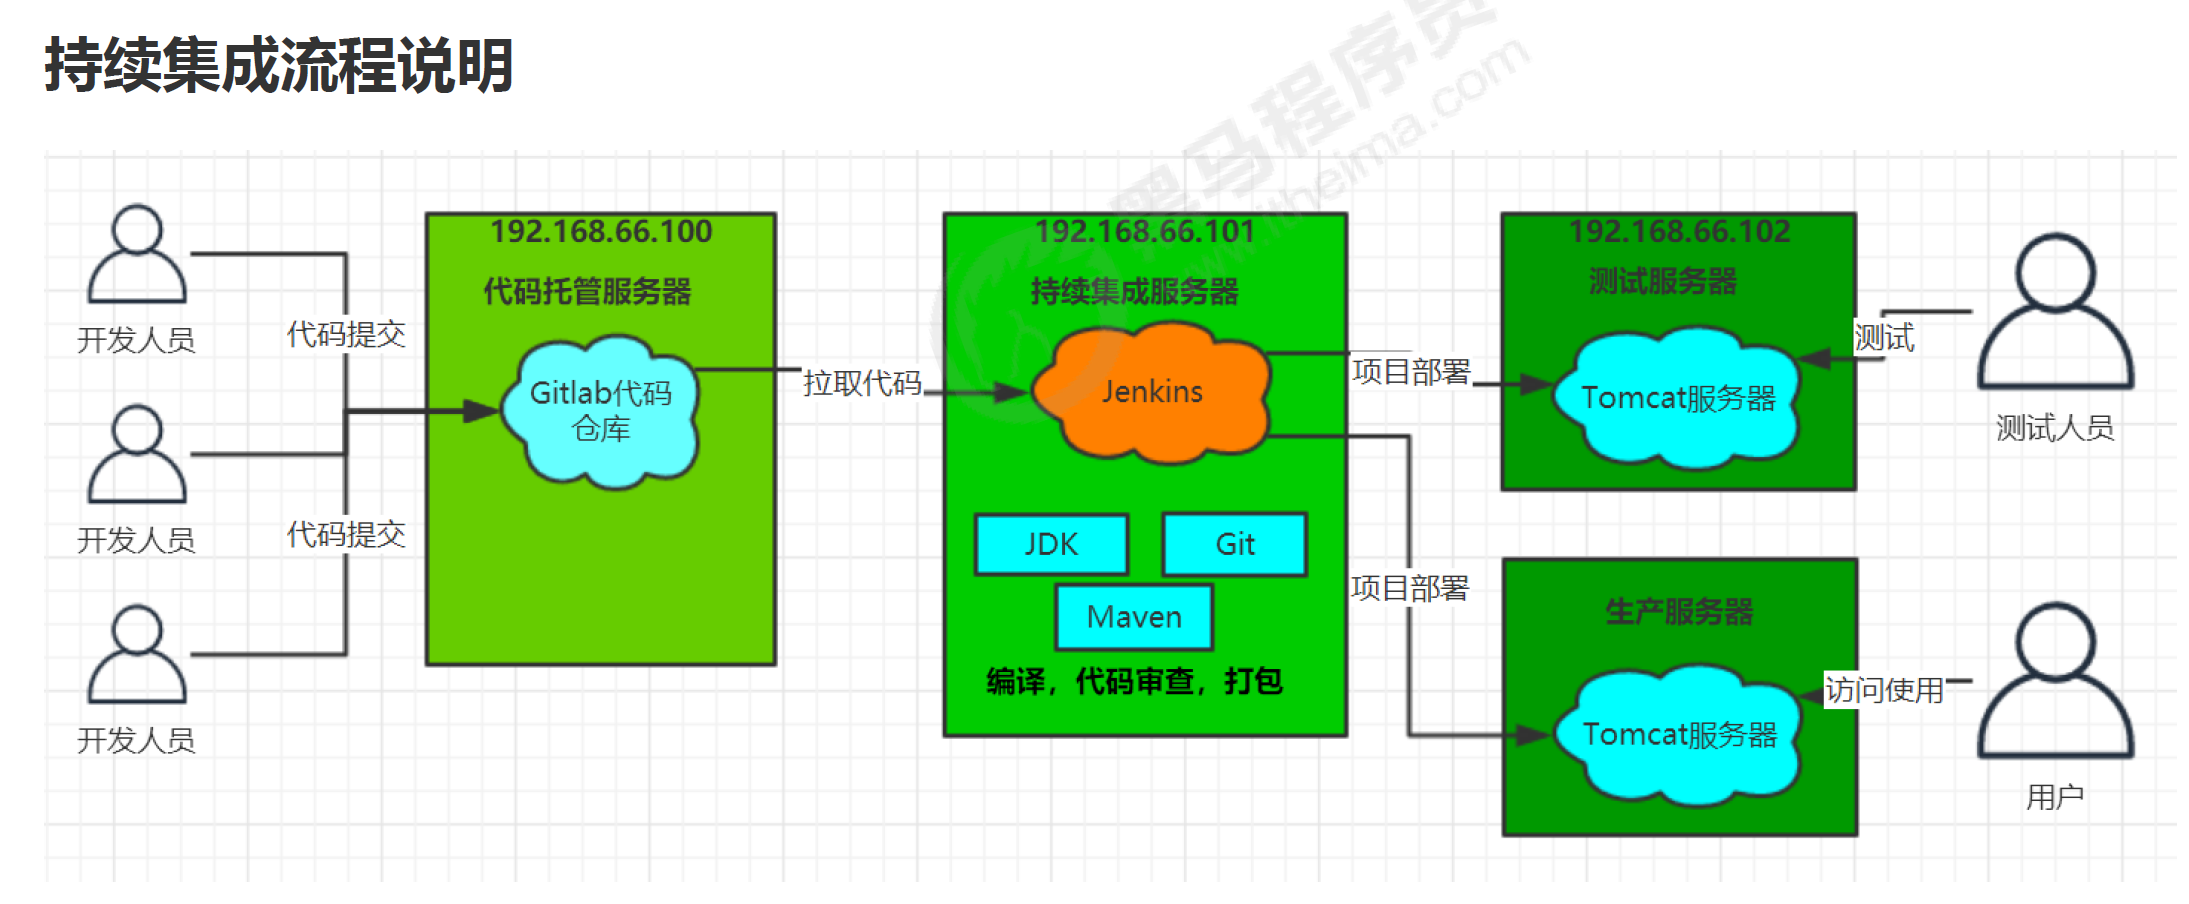 持续集成流程说明
黑马程序员
www.itheima.com
开发人员
开发人员
开发人员
代码提交
代码提交
192.168.66.100
代码托管服务器
Gitlab代码
仓库
拉取代码
192.168.66.101
持续集成服务器
Jenkins
JDK
Git
Maven
编译，代码审查，打包
项目部署
项目部署
192.168.66.102
测试服务器
Tomcat服务器
测试
测试人员
生产服务器
Tomcat服务器
访问使用
用户